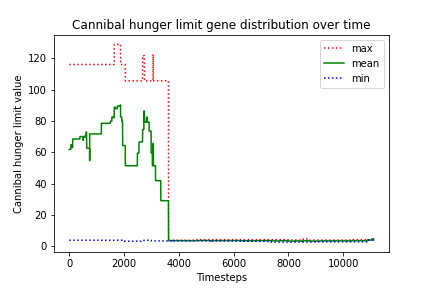 Cannibal hunger limit gene distribution over time
max
mean
min
120
100
80
60
40
20
0
Cannibal hunger limit value
0 2000 4000 6000 8000 10000
Timesteps